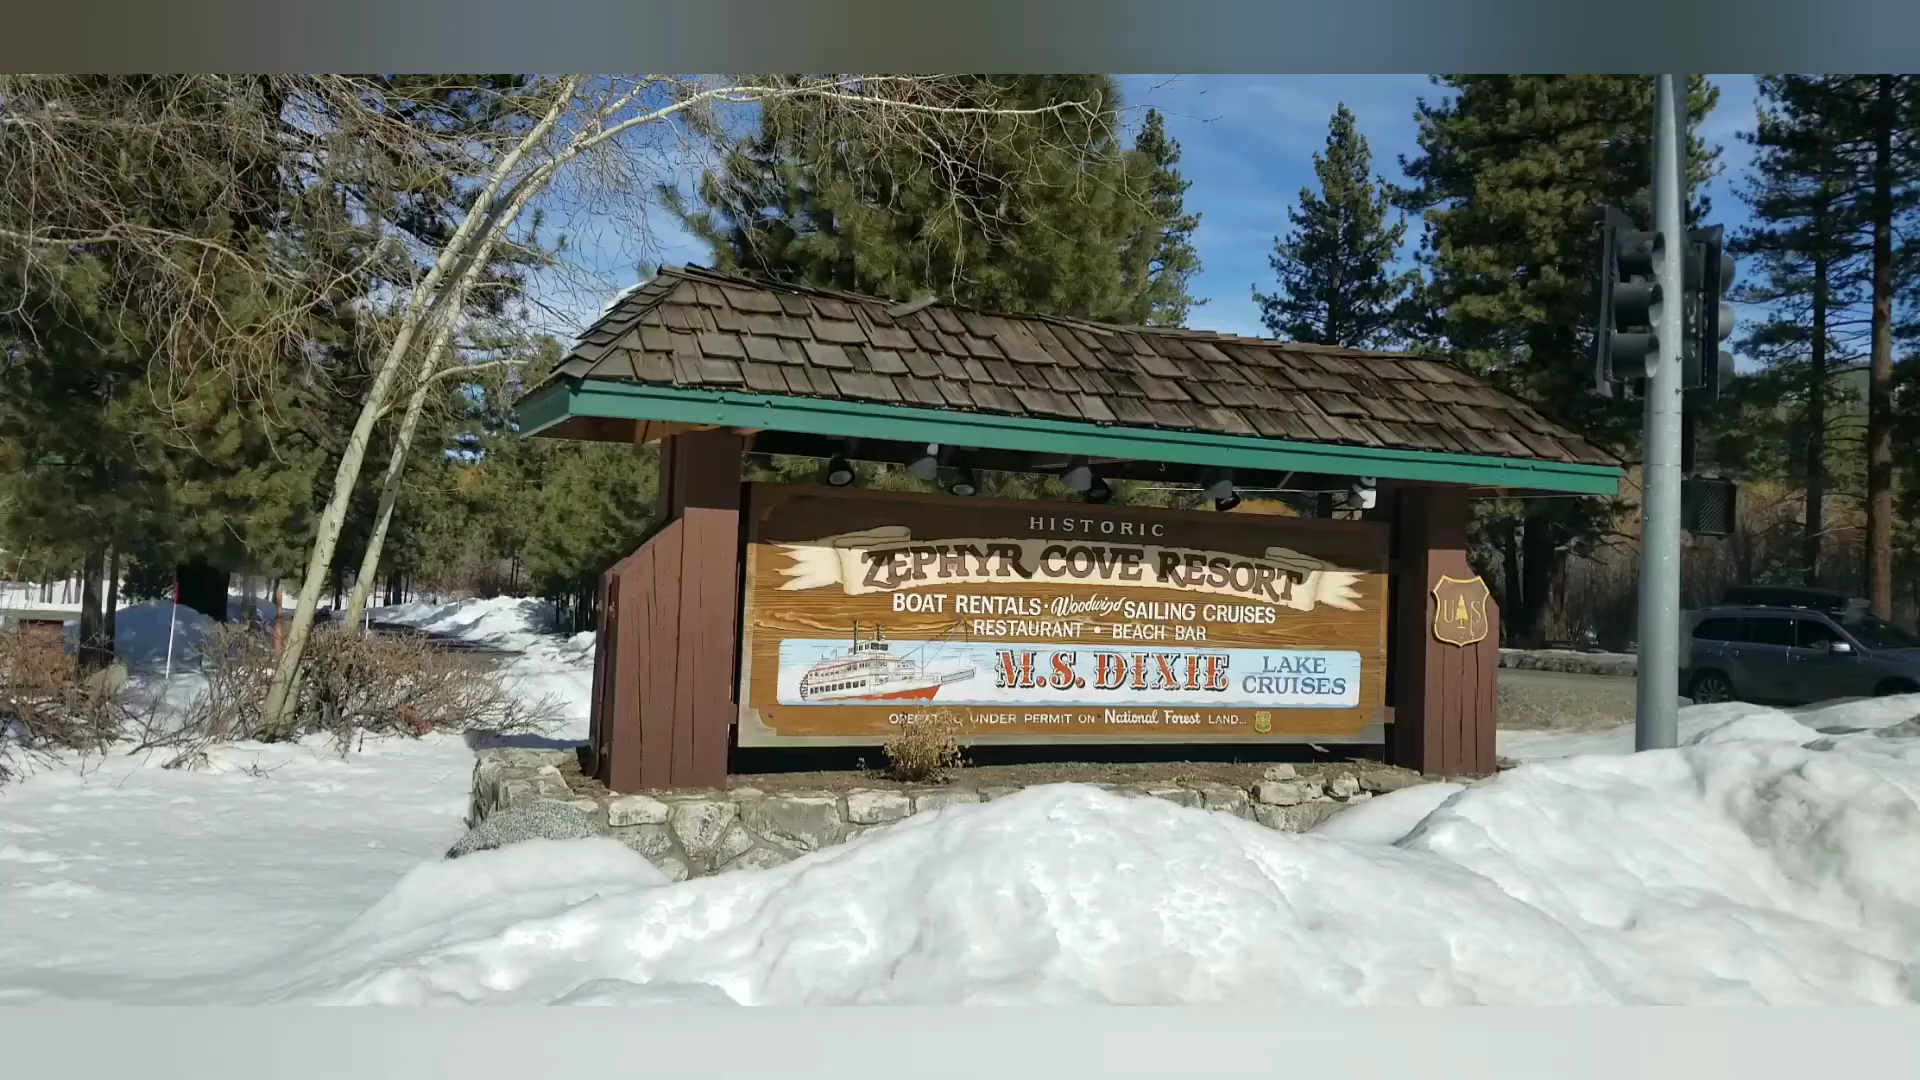 HISTORIC
ZEPHYR COVE RESORT
BOAT RENTALS • Woodwind SAILING CRUISES
RESTAURANT • BEACH BAR
M.S. DIXIE LAKE CRUISES
UNDER PERMIT ON National Forest LAND...
U S